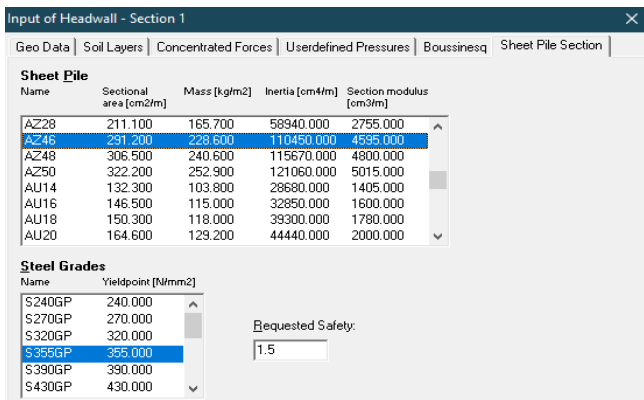 Input of Headwall - Section 1
Geo Data Soil Layers Concentrated Forces Userdefined Pressures Boussinesq Sheet Pile Section
Sheet Pile
Name Sectional area [cm2/m] Mass [kg/m2] Inertia [cm4/m] Section modulus [cm3/m]
AZ28 211.100 165.700 58940.000 2755.000
AZ46 291.200 228.600 110450.000 4595.000
AZ48 306.500 240.600 115670.000 4800.000
AZ50 322.200 252.900 121060.000 5015.000
AU14 132.300 103.800 28680.000 1405.000
AU16 146.500 115.000 32850.000 1600.000
AU18 150.300 118.000 39300.000 1780.000
AU20 164.600 129.200 44440.000 2000.000
Steel Grades
Name Yieldpoint [N/mm2]
S240GP 240.000
S270GP 270.000
S320GP 320.000
S355GP 355.000
S390GP 390.000
S430GP 430.000
Requested Safety:
1.5